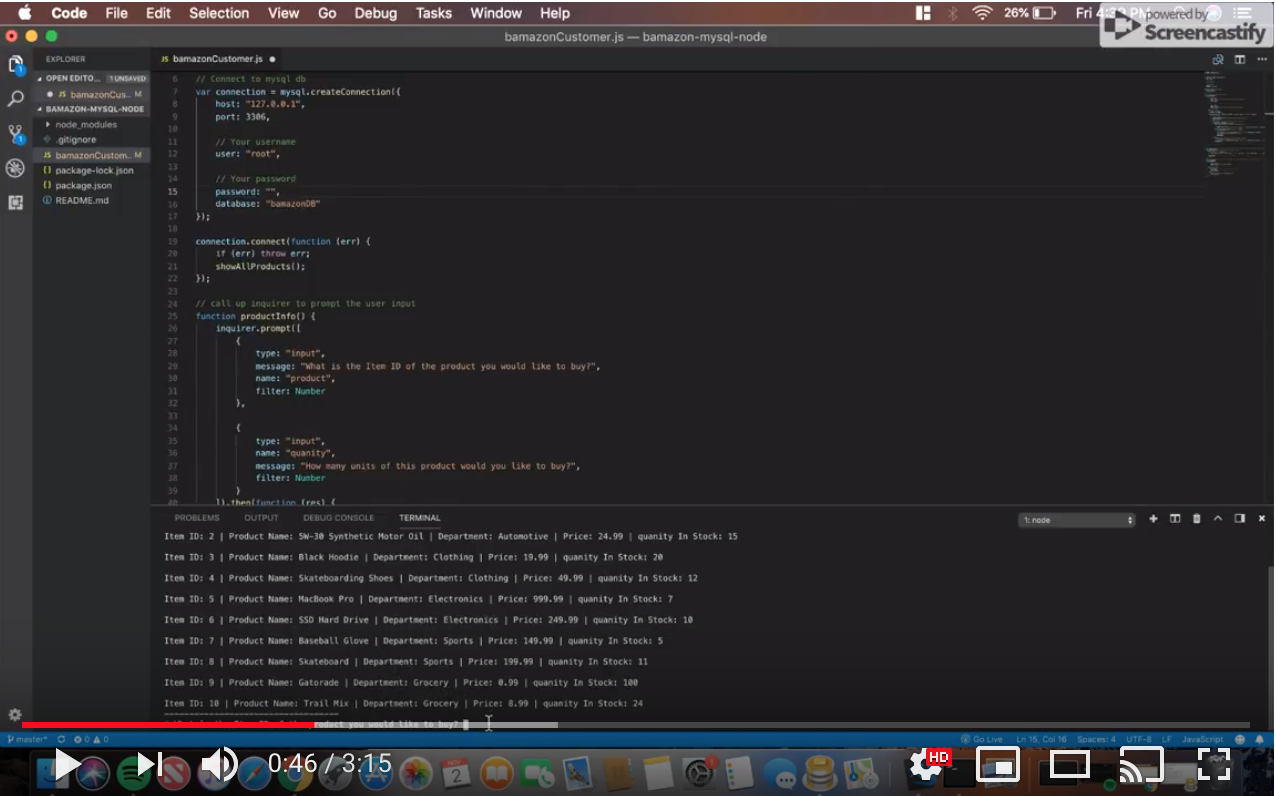 Code File Edit Selection View Go Debug Tasks Window Help 26% Fri 4:
powered by
Screencastify
bamazonCustomer.js — bamazon-mysql-node
EXPLORER
OPEN EDITO... 1 UNSAVED
JS bamazonCus... M
BAMAZON-MYSQL-NODE
node_modules
.gitignore
JS bamazonCustom... M
{} package-lock.json
{} package.json
README.md
JS bamazonCustomer.js
6 // Connect to mysql db
7 var connection = mysql.createConnection({
8 host: "127.0.0.1",
9 port: 3306,
10
11 // Your username
12 user: "root",
13
14 // Your password
15 password: "",
16 database: "bamazonDB"
17 });
18
19 connection.connect(function (err) {
20 if (err) throw err;
21 showAllProducts();
22 });
23
24 // call up inquirer to prompt the user input
25 function productInfo() {
26 inquirer.prompt([
27 {
28 type: "input",
29 message: "What is the Item ID of the product you would like to buy?",
30 name: "product",
31 filter: Number
32 },
33
34 {
35 type: "input",
36 name: "quanity",
37 message: "How many units of this product would you like to buy?",
38 filter: Number
39 }
40 ]).then(function (res) {
PROBLEMS OUTPUT DEBUG CONSOLE TERMINAL 1: node
Item ID: 2 | Product Name: 5W-30 Synthetic Motor Oil | Department: Automotive | Price: 24.99 | quanity In Stock: 15
Item ID: 3 | Product Name: Black Hoodie | Department: Clothing | Price: 19.99 | quanity In Stock: 20
Item ID: 4 | Product Name: Skateboarding Shoes | Department: Clothing | Price: 49.99 | quanity In Stock: 12
Item ID: 5 | Product Name: MacBook Pro | Department: Electronics | Price: 999.99 | quanity In Stock: 7
Item ID: 6 | Product Name: SSD Hard Drive | Department: Electronics | Price: 249.99 | quanity In Stock: 10
Item ID: 7 | Product Name: Baseball Glove | Department: Sports | Price: 149.99 | quanity In Stock: 5
Item ID: 8 | Product Name: Skateboard | Department: Sports | Price: 199.99 | quanity In Stock: 11
Item ID: 9 | Product Name: Gatorade | Department: Grocery | Price: 0.99 | quanity In Stock: 100
Item ID: 10 | Product Name: Trail Mix | Department: Grocery | Price: 8.99 | quanity In Stock: 24
product you would like to buy?
master* 0 0 Go Live Ln 15, Col 16 Spaces: 4 UTF-8 LF JavaScript
0:46 / 3:15
HD
2